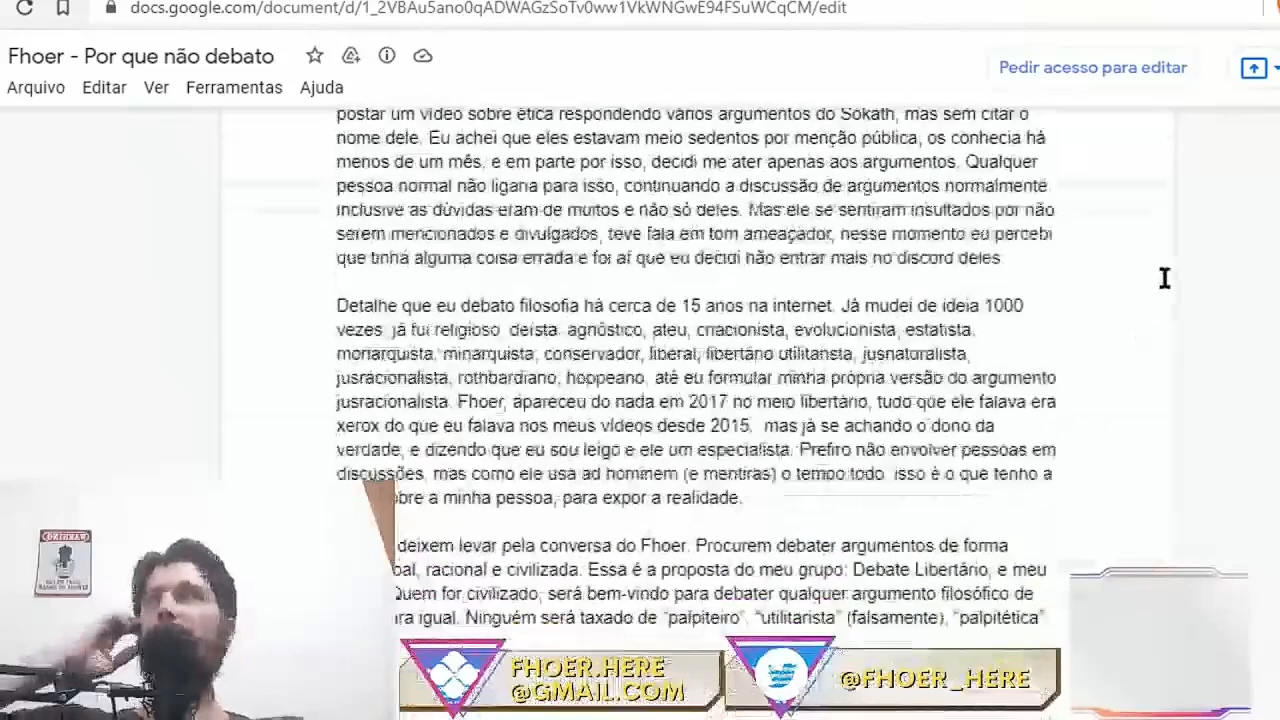 docs.google.com/document/d/1_2VBAu5ano0qADWAGzSoTv0ww1VkWNGwE94FSuWCqCM/edit
Fhoer - Por que não debato
Pedir acesso para editar
Arquivo Editar Ver Ferramentas Ajuda
postar um vídeo sobre ética respondendo vários argumentos do Sokath, mas sem citar o
nome dele. Eu achei que eles estavam meio sedentos por menção pública, os conhecia há
menos de um mês, e em parte por isso, decidi me ater apenas aos argumentos. Qualquer
pessoa normal não ligaria para isso, continuando a discussão de argumentos normalmente
inclusive as dúvidas eram de muitos e não só deles. Mas ele se sentiram insultados por não
serem mencionados e divulgados, teve fala em tom ameaçador, nesse momento eu percebi
que tinha alguma coisa errada e foi aí que eu decidi não entrar mais no discord deles
Detalhe que eu debato filosofia há cerca de 15 anos na internet. Já mudei de ideia 1000
vezes já fui religioso deísta, agnóstico, ateu, criacionista, evolucionista, estatista,
monarquista, minarquista, conservador, liberal, libertário utilitarista, jusnaturalista,
jusracionalista, rothbardiano, hoppeano, até eu formular minha própria versão do argumento
jusracionalista. Fhoer, apareceu do nada em 2017 no meio libertário, tudo que ele falava era
xerox do que eu falava nos meus vídeos desde 2015, mas já se achando o dono da
verdade, e dizendo que eu sou leigo e ele um especialista. Prefiro não envolver pessoas em
discussões, mas como ele usa ad hominem (e mentiras) o tempo todo isso é o que tenho a
bre a minha pessoa, para expor a realidade.
deixem levar pela conversa do Fhoer. Procurem debater argumentos de forma
al, racional e civilizada. Essa é a proposta do meu grupo: Debate Libertário, e meu
Quem for civilizado, será bem-vindo para debater qualquer argumento filosófico de
ra igual. Ninguém será taxado de "palpiteiro", "utilitarista" (falsamente), "palpitética"
FHOER.HERE
@GMAIL.COM
@FHOER_HERE